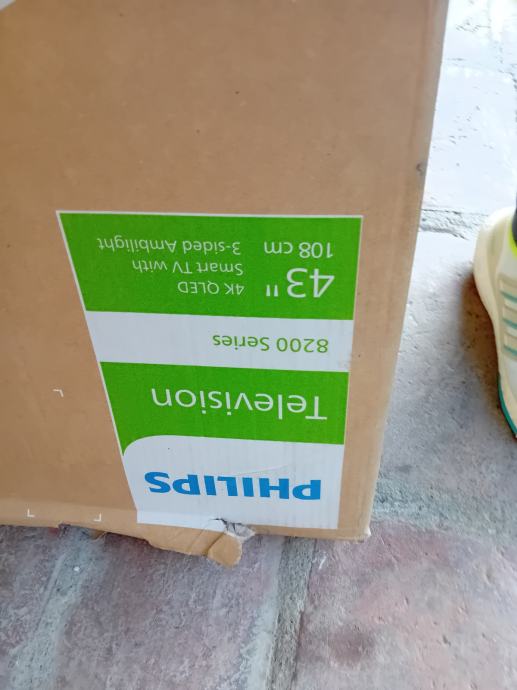 PHILIPS
Television
8200 Series
43" 4K QLED
Smart TV with
108 cm 3-sided Ambilight